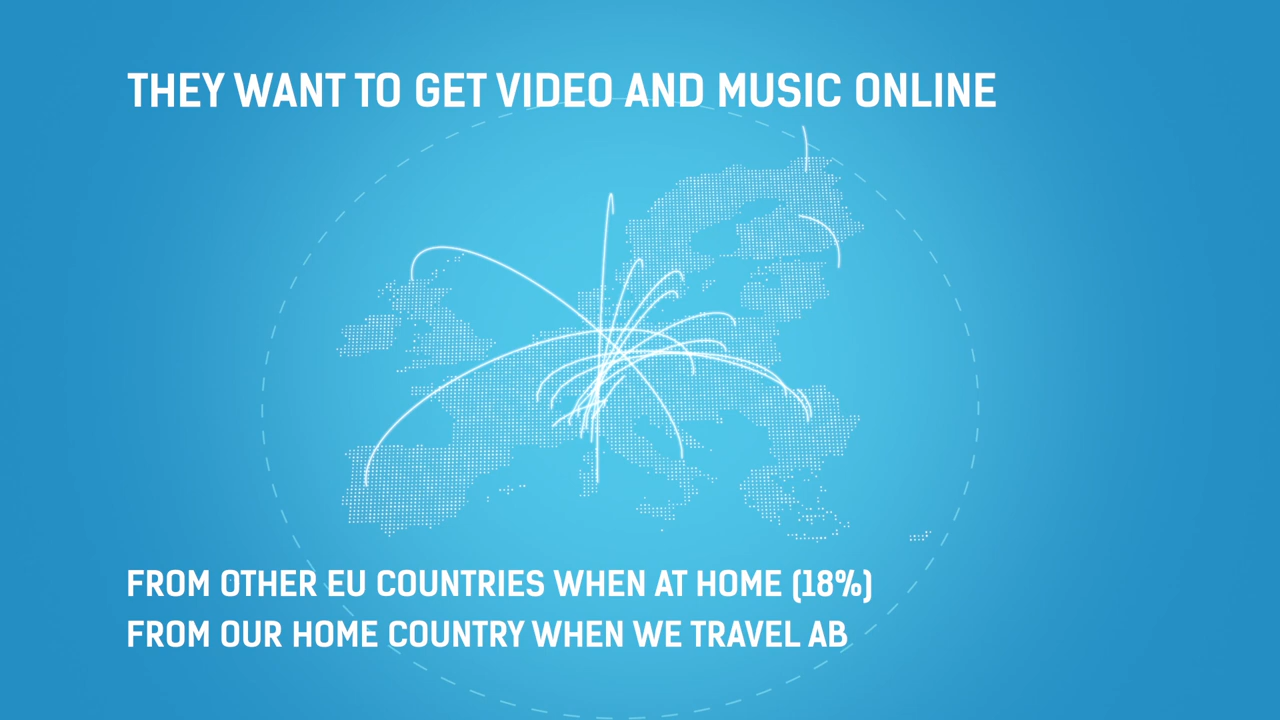 THEY WANT TO GET VIDEO AND MUSIC ONLINE
FROM OTHER EU COUNTRIES WHEN AT HOME (18%)
FROM OUR HOME COUNTRY WHEN WE TRAVEL AB